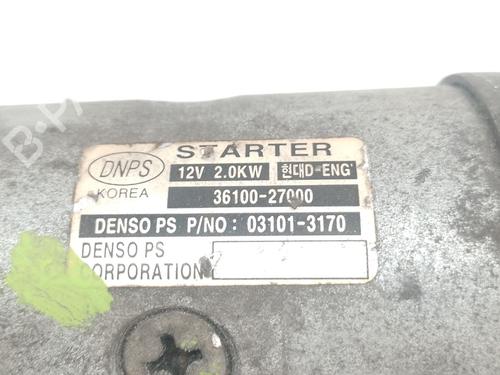 B-P
STARTER
DNPS
12V 2.0KW 현대D-ENG
KOREA
36100-27000
DENSO PS P/NO: 03101-3170
DENSO PS
CORPORATION